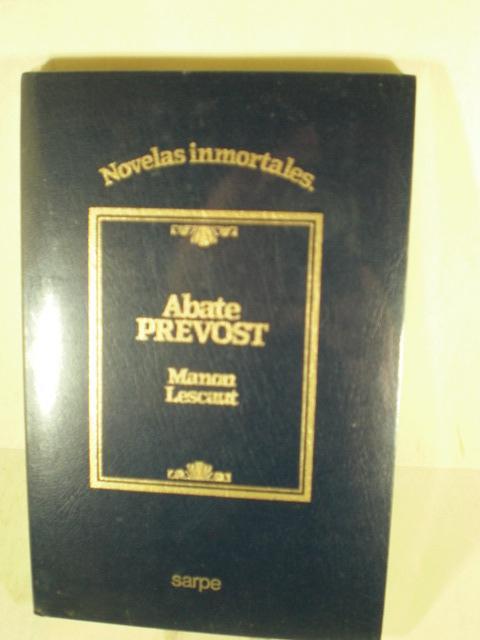 Novelas inmortales.
Abate
PREVOST
Manon
Lescaut
sarpe